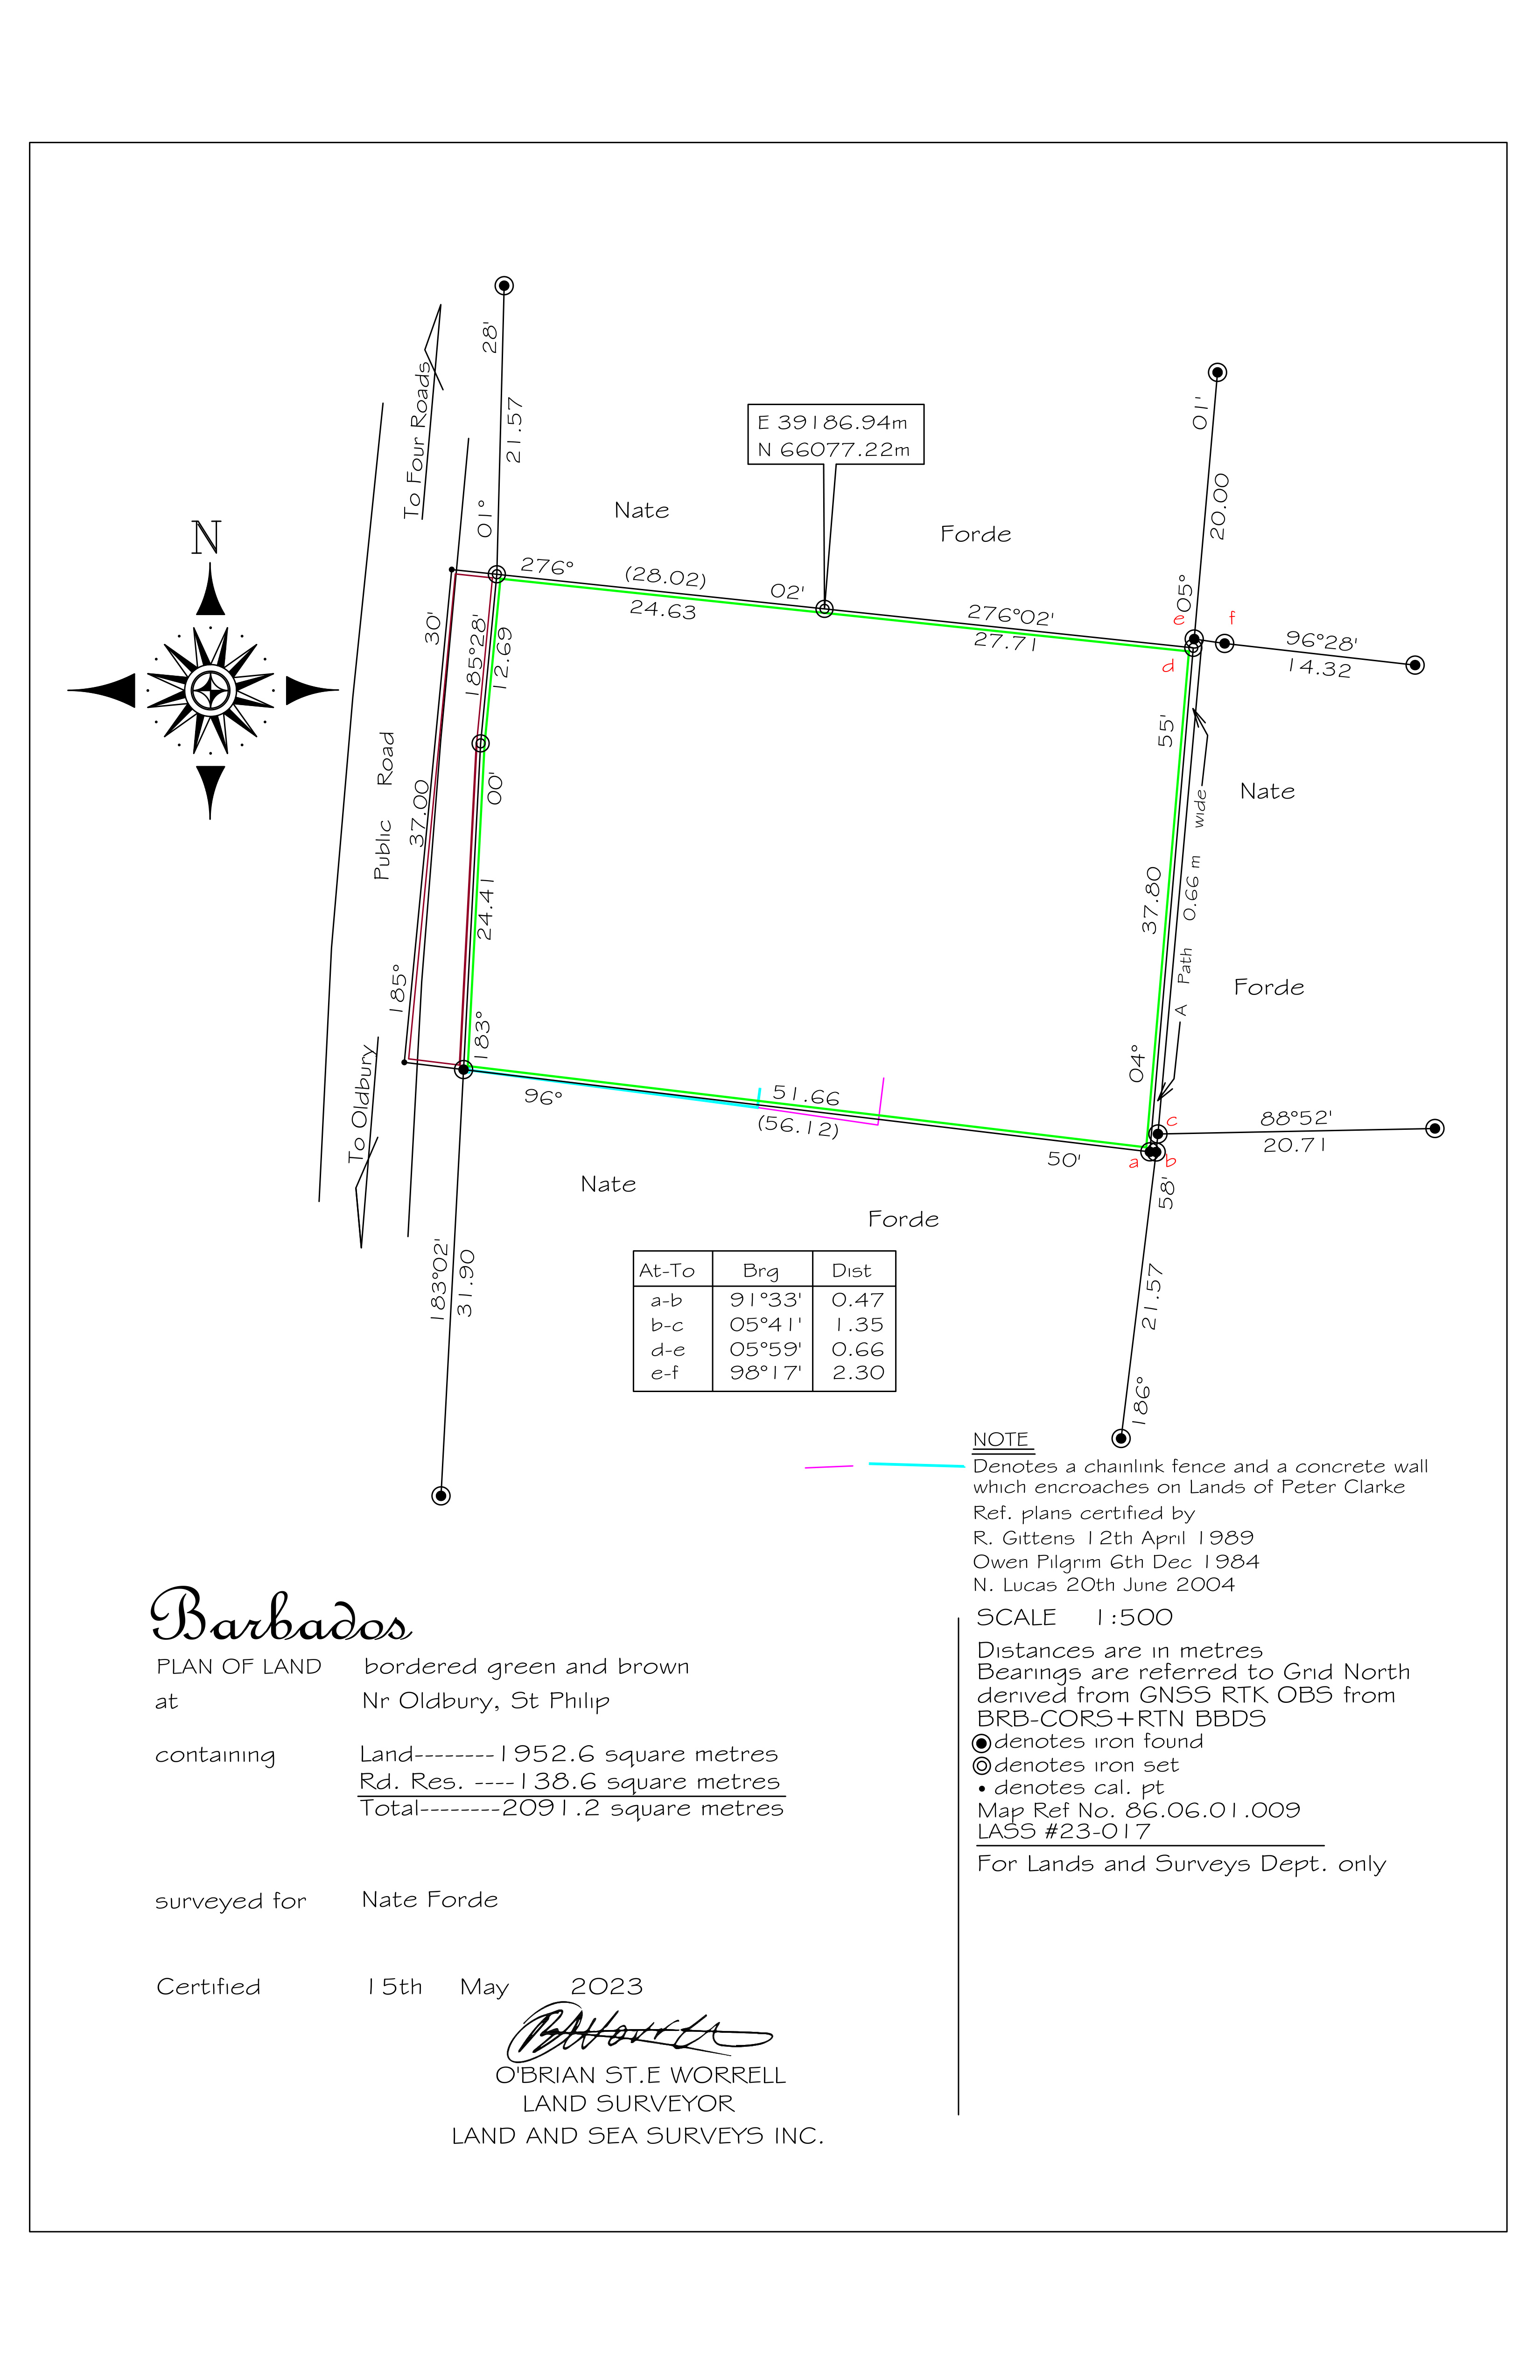 28'
21.57
01°
To Four Roads
E 39186.94m
N 66077.22m
01'
20.00
05°
Nate
Forde
N
276°
(28.02)
02'
24.63
276°02'
27.71
e
f
d
96°28'
14.32
30'
185°28'
12.69
37.00
185°
Public Road
00'
24.41
183°
55'
37.80
04°
A Path 0.66 m wide
Nate
Forde
To Oldbury
96°
51.66
(56.12)
50'
a
b
c
88°52'
20.71
Nate
Forde
58'
21.57
186°
183°02'
31.90
At-To Brg Dist
a-b 91°33' 0.47
b-c 05°41' 1.35
d-e 05°59' 0.66
e-f 98°17' 2.30
NOTE
Denotes a chainlink fence and a concrete wall
which encroaches on Lands of Peter Clarke
Ref. plans certified by
R. Gittens 12th April 1989
Owen Pilgrim 6th Dec 1984
N. Lucas 20th June 2004
SCALE 1:500
Distances are in metres
Bearings are referred to Grid North
derived from GNSS RTK OBS from
BRB-CORS+RTN BBDS
denotes iron found
denotes iron set
denotes cal. pt
Map Ref No. 86.06.01.009
LASS #23-017
For Lands and Surveys Dept. only
Barbados
PLAN OF LAND bordered green and brown
at Nr Oldbury, St Philip
containing Land--------1952.6 square metres
Rd. Res. ----138.6 square metres
Total--------2091.2 square metres
surveyed for Nate Forde
Certified 15th May 2023
O'BRIAN ST.E WORRELL
LAND SURVEYOR
LAND AND SEA SURVEYS INC.